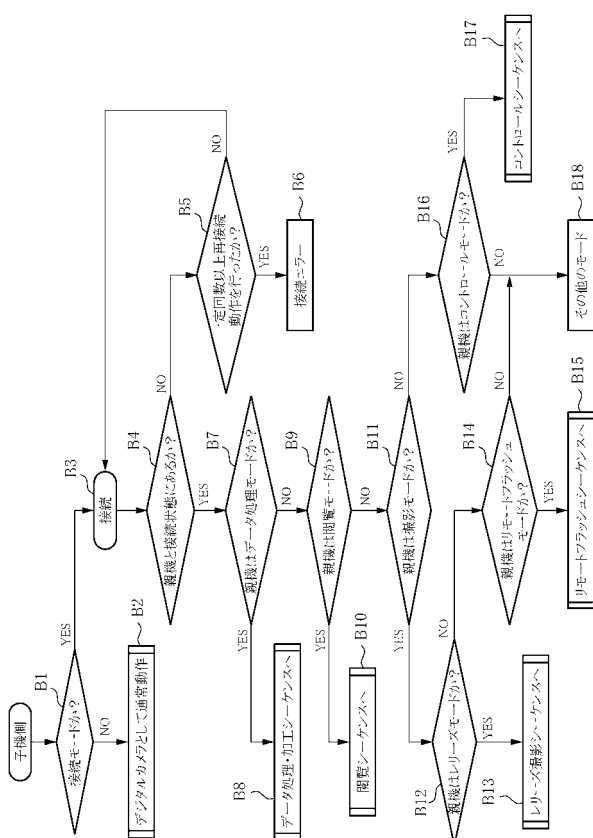 子機側
B1
接続モードか?
YES
NO
B2
デジタルカメラとして通常動作
B3
接続
B4
親機と接続状態にあるか?
YES
NO
B5
一定回数以上再接続
動作を行ったか?
NO
YES
B6
接続エラー
B7
親機はデータ処理モードか?
YES
NO
B8
データ処理・加工シーケンスへ
B9
親機は閲覧モードか?
YES
NO
B10
閲覧シーケンスへ
B11
親機は撮影モードか?
YES
NO
B12
親機はレリーズモードか?
NO
YES
B13
レリーズ撮影シーケンスへ
B14
親機はリモートフラッシュ
モードか?
NO
YES
B15
リモートフラッシュシーケンスへ
B16
親機はコントロールモードか?
YES
NO
B17
コントロールシーケンスへ
B18
その他のモード